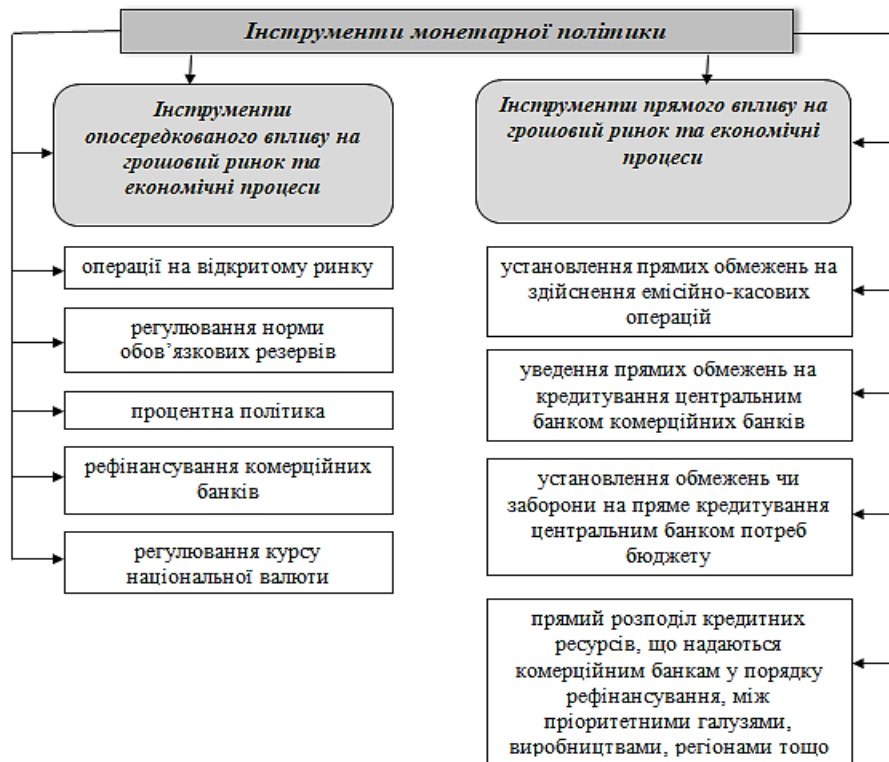 Інструменти монетарної політики
Інструменти
опосередкованого впливу на
грошовий ринок та
економічні процеси
операції на відкритому ринку
регулювання норми
обов’язкових резервів
процентна політика
рефінансування комерційних
банків
регулювання курсу
національної валюти
Інструменти прямого впливу на
грошовий ринок та економічні
процеси
установлення прямих обмежень на
здійснення емісійно-касових
операцій
уведення прямих обмежень на
кредитування центральним
банком комерційних банків
установлення обмежень чи
заборони на пряме кредитування
центральним банком потреб
бюджету
прямий розподіл кредитних
ресурсів, що надаються
комерційним банкам у порядку
рефінансування, між
пріоритетними галузями,
виробництвами, регіонами тощо